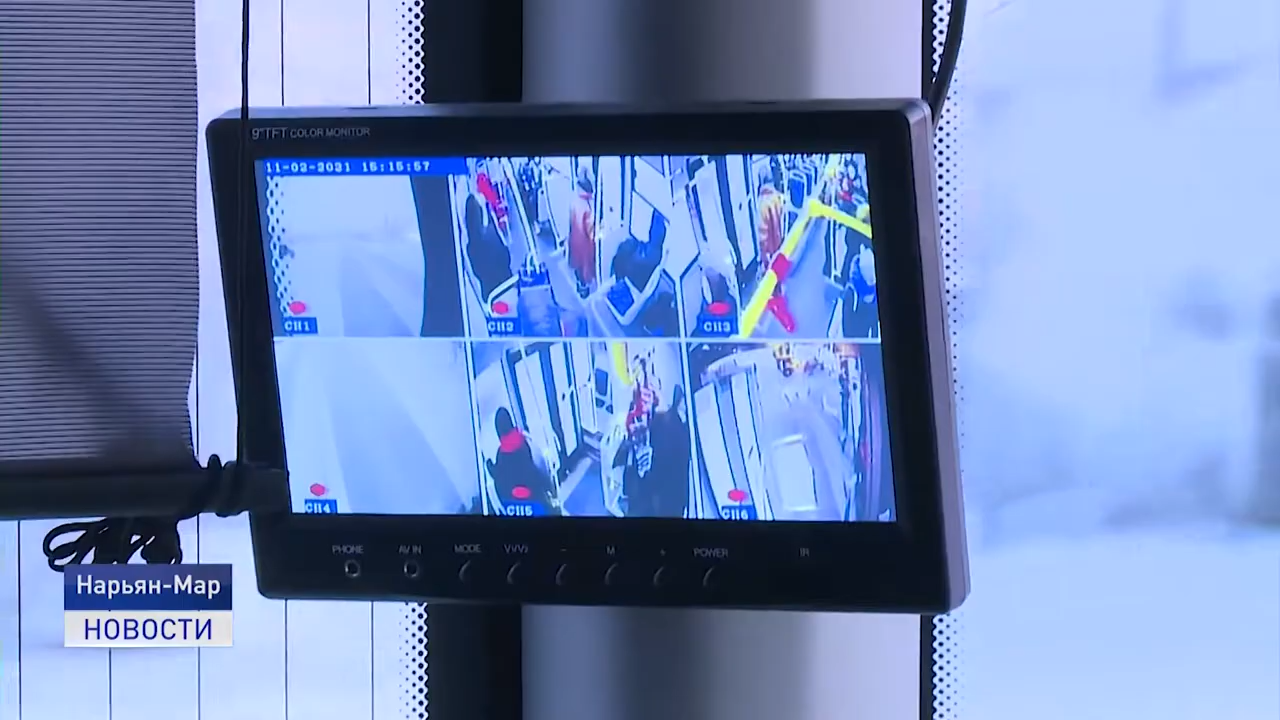 9"TFT COLOR MONITOR
11-02-2021 15:15:57
CH1
CH2
CH3
CH4
CH5
CH6
PHONE AV IN MODE V1/V2 - M + POWER IR
Нарьян-Мар
НОВОСТИ